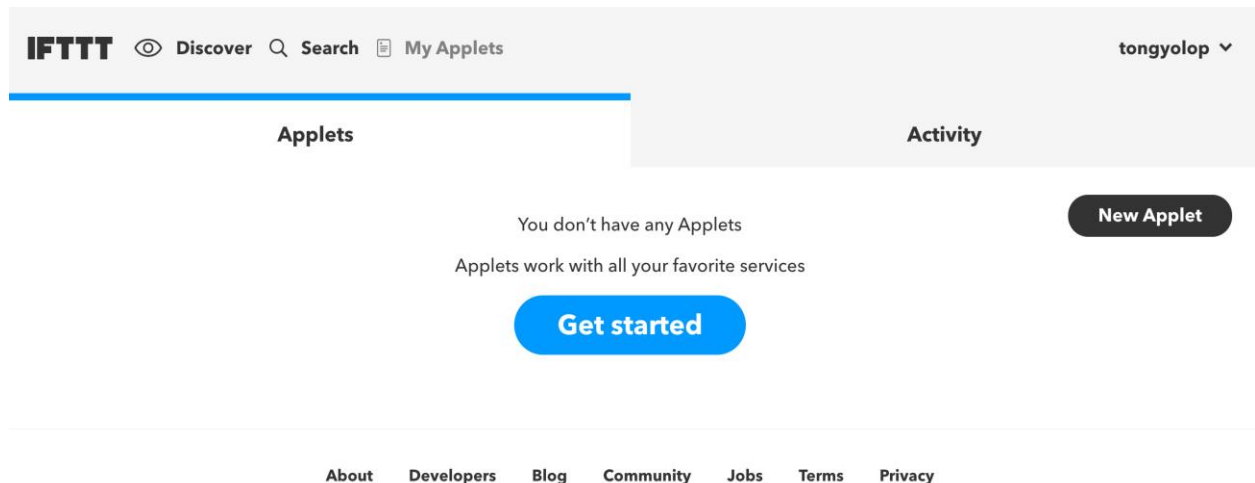 IFTTT Discover Search My Applets tongyolop
Applets Activity
New Applet
You don't have any Applets
Applets work with all your favorite services
Get started
About Developers Blog Community Jobs Terms Privacy